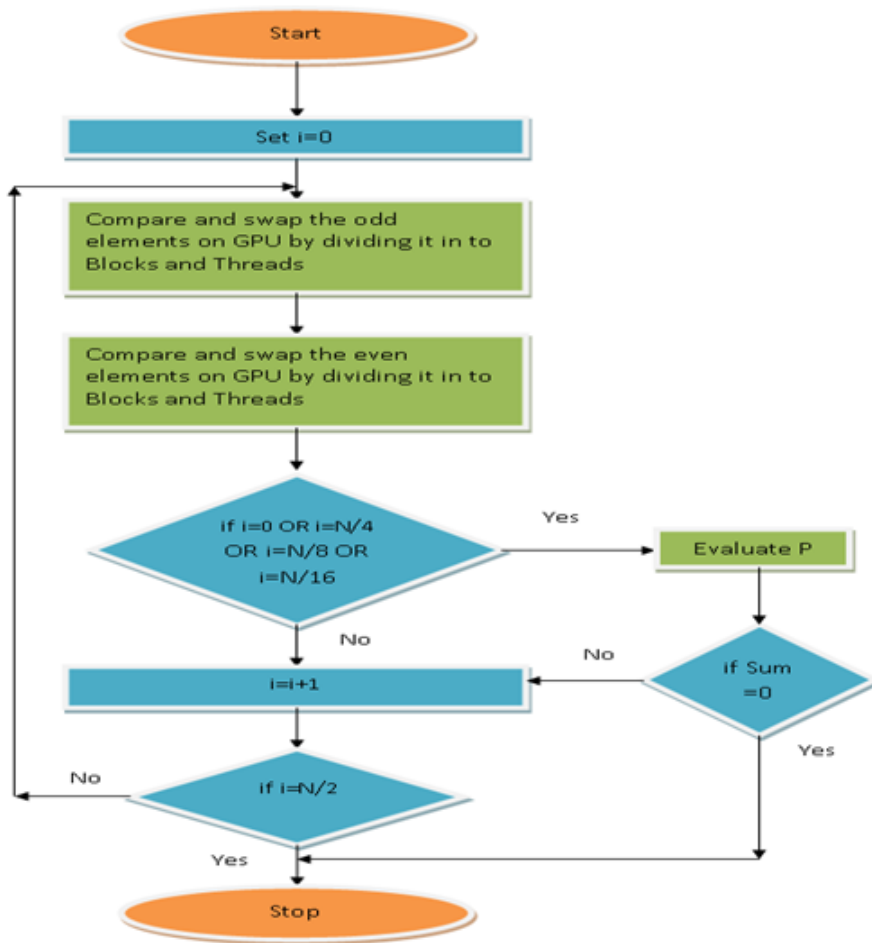 Start
Set i=0
Compare and swap the odd
elements on GPU by dividing it in to
Blocks and Threads
Compare and swap the even
elements on GPU by dividing it in to
Blocks and Threads
if i=0 OR i=N/4
OR i=N/8 OR
i=N/16
Yes
Evaluate P
No
i=i+1
No
if Sum
=0
Yes
No
if i=N/2
Yes
Stop